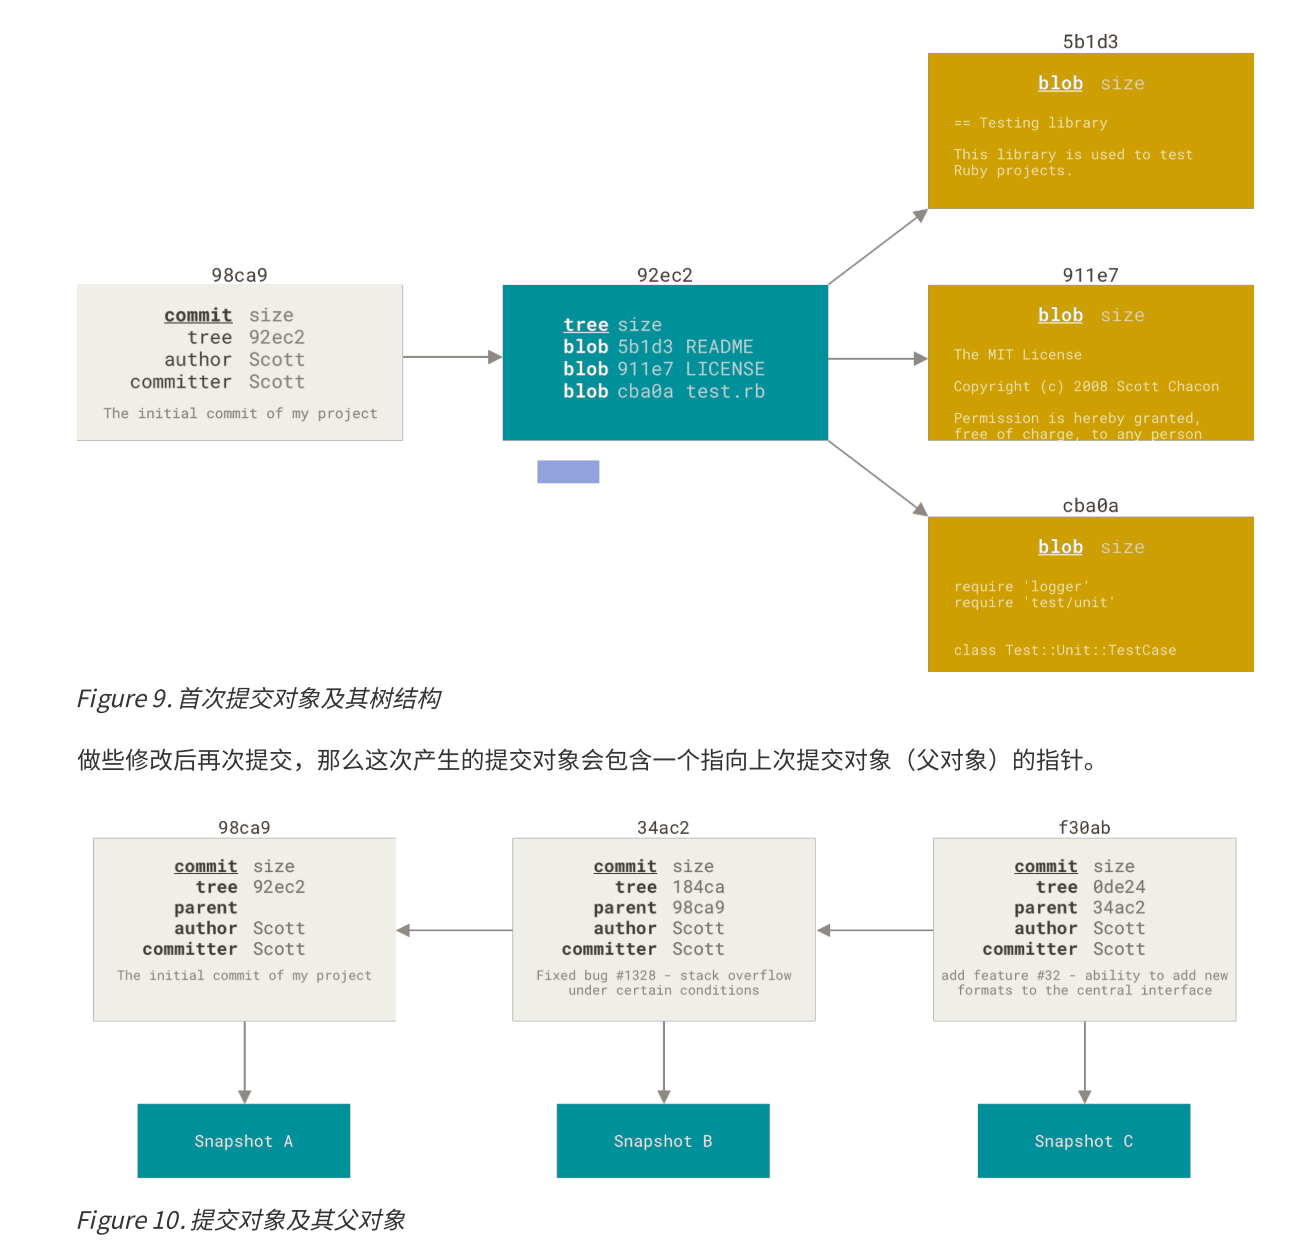 5b1d3
blob size
== Testing library
This library is used to test
Ruby projects.
98ca9
commit size
tree 92ec2
author Scott
committer Scott
The initial commit of my project
92ec2
tree size
blob 5b1d3 README
blob 911e7 LICENSE
blob cba0a test.rb
911e7
blob size
The MIT License
Copyright (c) 2008 Scott Chacon
Permission is hereby granted,
free of charge, to any person
cba0a
blob size
require 'logger'
require 'test/unit'
class Test::Unit::TestCase
Figure 9. 首次提交对象及其树结构
做些修改后再次提交，那么这次产生的提交对象会包含一个指向上次提交对象（父对象）的指针。
98ca9
commit size
tree 92ec2
parent
author Scott
committer Scott
The initial commit of my project
34ac2
commit size
tree 184ca
parent 98ca9
author Scott
committer Scott
Fixed bug #1328 - stack overflow
under certain conditions
f30ab
commit size
tree 0de24
parent 34ac2
author Scott
committer Scott
add feature #32 - ability to add new
formats to the central interface
Snapshot A
Snapshot B
Snapshot C
Figure 10. 提交对象及其父对象